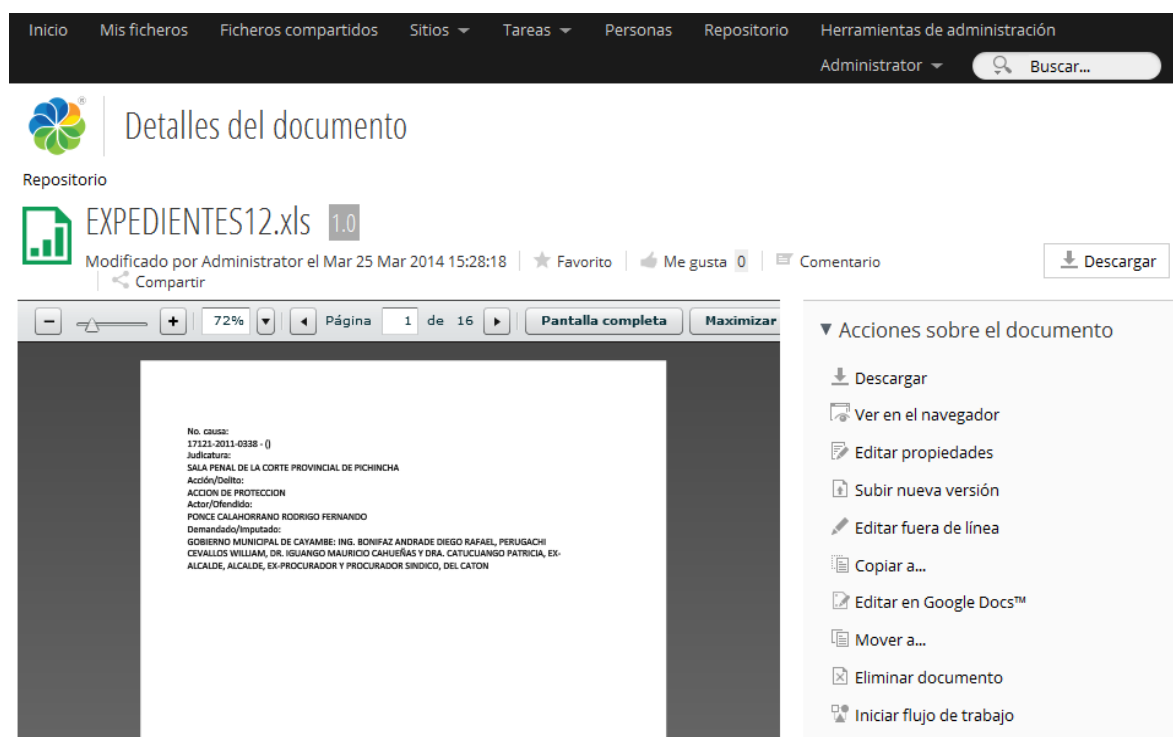 Inicio Mis ficheros Ficheros compartidos Sitios Tareas Personas Repositorio Herramientas de administración
Administrator Buscar...
Detalles del documento
Repositorio
EXPEDIENTES12.xls 1.0
Modificado por Administrator el Mar 25 Mar 2014 15:28:18 Favorito Me gusta 0 Comentario
Compartir
Descargar
72% Página 1 de 16 Pantalla completa Maximizar
No. causa:
17121-2011-0338 - ()
Judicatura:
SALA PENAL DE LA CORTE PROVINCIAL DE PICHINCHA
Acción/Delito:
ACCION DE PROTECCION
Actor/Ofendido:
PONCE CALAHORRANO RODRIGO FERNANDO
Demandado/Imputado:
GOBIERNO MUNICIPAL DE CAYAMBE: ING. BONIFAZ ANDRADE DIEGO RAFAEL, PERUGACHI
CEVALLOS WILLIAM, DR. IGUANGO MAURICIO CAHUEÑAS Y DRA. CATUCUANGO PATRICIA, EX-
ALCALDE, ALCALDE, EX-PROCURADOR Y PROCURADOR SINDICO, DEL CATON
Acciones sobre el documento
Descargar
Ver en el navegador
Editar propiedades
Subir nueva versión
Editar fuera de línea
Copiar a...
Editar en Google Docs™
Mover a...
Eliminar documento
Iniciar flujo de trabajo